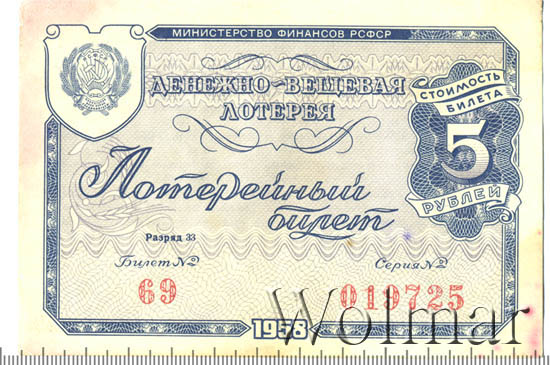 МИНИСТЕРСТВО ФИНАНСОВ РСФСР
ДЕНЕЖНО-ВЕЩЕВАЯ
ЛОТЕРЕЯ
СТОИМОСТЬ
БИЛЕТА
5
РУБЛЕЙ
Лотерейный
билет
Разряд 33
Билет №
Серия №
69
019725
1958
Wolmar